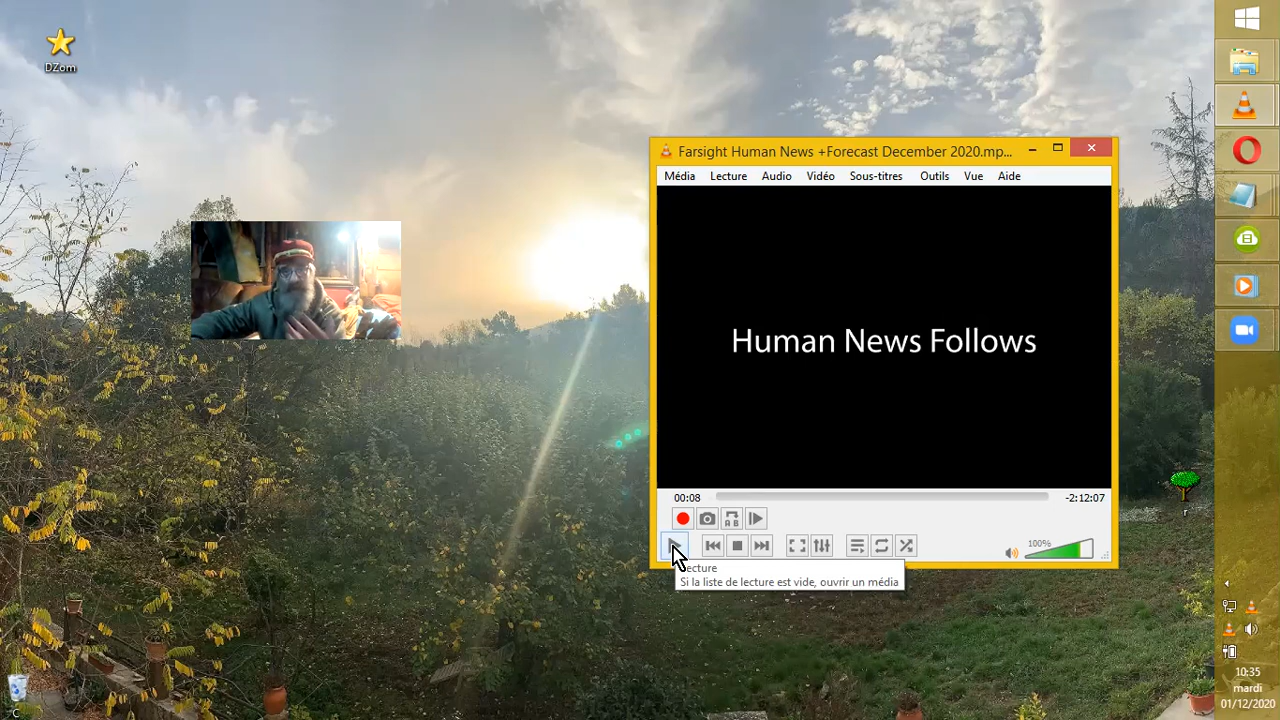 DZom
Farsight Human News +Forecast December 2020.mp...
Média Lecture Audio Vidéo Sous-titres Outils Vue Aide
Human News Follows
00:08
-2:12:07
A B
100%
ecture
Si la liste de lecture est vide, ouvrir un média
C
r
10:35
mardi
01/12/2020